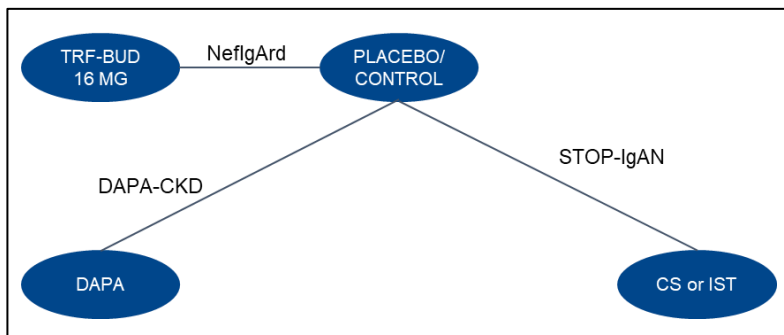 TRF-BUD
16 MG
NefIgArd
PLACEBO/
CONTROL
STOP-IgAN
DAPA-CKD
DAPA
CS or IST